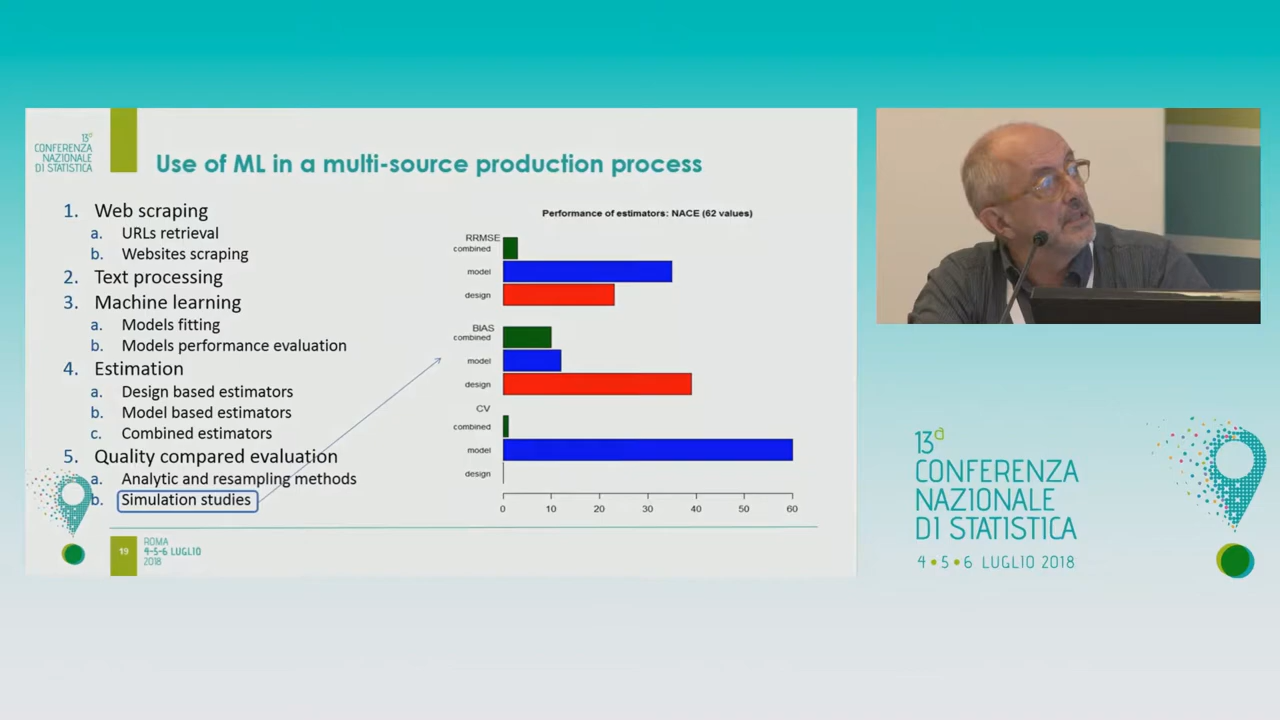 13a
CONFERENZA
NAZIONALE
DI STATISTICA
Use of ML in a multi-source production process
1. Web scraping
a. URLs retrieval
b. Websites scraping
2. Text processing
3. Machine learning
a. Models fitting
b. Models performance evaluation
4. Estimation
a. Design based estimators
b. Model based estimators
c. Combined estimators
5. Quality compared evaluation
a. Analytic and resampling methods
b. Simulation studies
Performance of estimators: NACE (62 values)
RRMSE
combined
model
design
BIAS
combined
model
design
CV
combined
model
design
0 10 20 30 40 50 60
19
ROMA
4-5-6 LUGLIO
2018
13a
CONFERENZA
NAZIONALE
DI STATISTICA
4•5•6 LUGLIO 2018